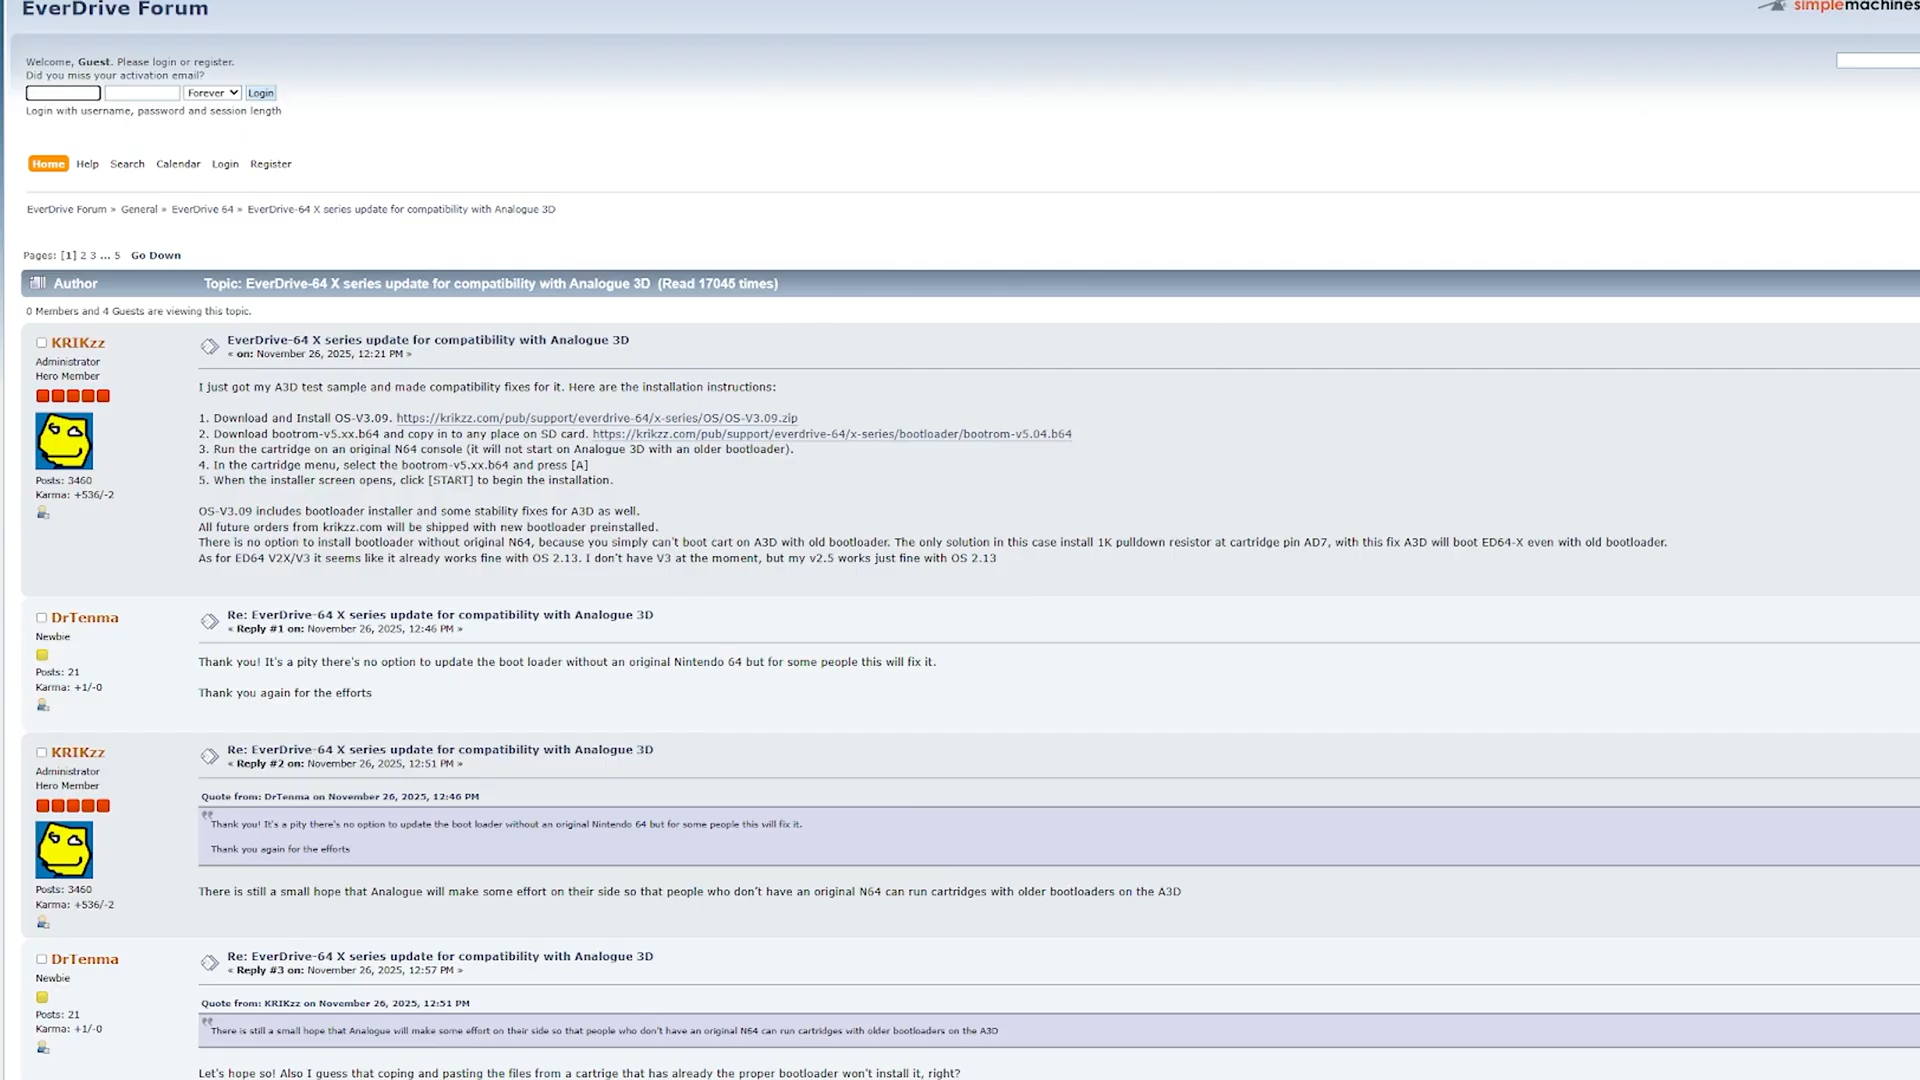 EverDrive Forum
simplemachines
Welcome, Guest. Please login or register.
Did you miss your activation email?
Forever Login
Login with username, password and session length
Home Help Search Calendar Login Register
EverDrive Forum » General » EverDrive 64 » EverDrive-64 X series update for compatibility with Analogue 3D
Pages: [1] 2 3 ... 5 Go Down
Author Topic: EverDrive-64 X series update for compatibility with Analogue 3D (Read 17045 times)
0 Members and 4 Guests are viewing this topic.
KRIKzz
Administrator
Hero Member
Posts: 3460
Karma: +536/-2
EverDrive-64 X series update for compatibility with Analogue 3D
« on: November 26, 2025, 12:21 PM »
I just got my A3D test sample and made compatibility fixes for it. Here are the installation instructions:
1. Download and Install OS-V3.09. https://krikzz.com/pub/support/everdrive-64/x-series/OS/OS-V3.09.zip
2. Download bootrom-v5.xx.b64 and copy in to any place on SD card. https://krikzz.com/pub/support/everdrive-64/x-series/bootloader/bootrom-v5.04.b64
3. Run the cartridge on an original N64 console (it will not start on Analogue 3D with an older bootloader).
4. In the cartridge menu, select the bootrom-v5.xx.b64 and press [A]
5. When the installer screen opens, click [START] to begin the installation.
OS-V3.09 includes bootloader installer and some stability fixes for A3D as well.
All future orders from krikzz.com will be shipped with new bootloader preinstalled.
There is no option to install bootloader without original N64, because you simply can't boot cart on A3D with old bootloader. The only solution in this case install 1K pulldown resistor at cartridge pin AD7, with this fix A3D will boot ED64-X even with old bootloader.
As for ED64 V2X/V3 it seems like it already works fine with OS 2.13. I don't have V3 at the moment, but my v2.5 works just fine with OS 2.13
DrTenma
Newbie
Posts: 21
Karma: +1/-0
Re: EverDrive-64 X series update for compatibility with Analogue 3D
« Reply #1 on: November 26, 2025, 12:46 PM »
Thank you! It's a pity there's no option to update the boot loader without an original Nintendo 64 but for some people this will fix it.
Thank you again for the efforts
KRIKzz
Administrator
Hero Member
Posts: 3460
Karma: +536/-2
Re: EverDrive-64 X series update for compatibility with Analogue 3D
« Reply #2 on: November 26, 2025, 12:51 PM »
Quote from: DrTenma on November 26, 2025, 12:46 PM
Thank you! It's a pity there's no option to update the boot loader without an original Nintendo 64 but for some people this will fix it.
Thank you again for the efforts
There is still a small hope that Analogue will make some effort on their side so that people who don't have an original N64 can run cartridges with older bootloaders on the A3D
DrTenma
Newbie
Posts: 21
Karma: +1/-0
Re: EverDrive-64 X series update for compatibility with Analogue 3D
« Reply #3 on: November 26, 2025, 12:57 PM »
Quote from: KRIKzz on November 26, 2025, 12:51 PM
There is still a small hope that Analogue will make some effort on their side so that people who don't have an original N64 can run cartridges with older bootloaders on the A3D
Let's hope so! Also I guess that coping and pasting the files from a cartrige that has already the proper bootloader won't install it, right?